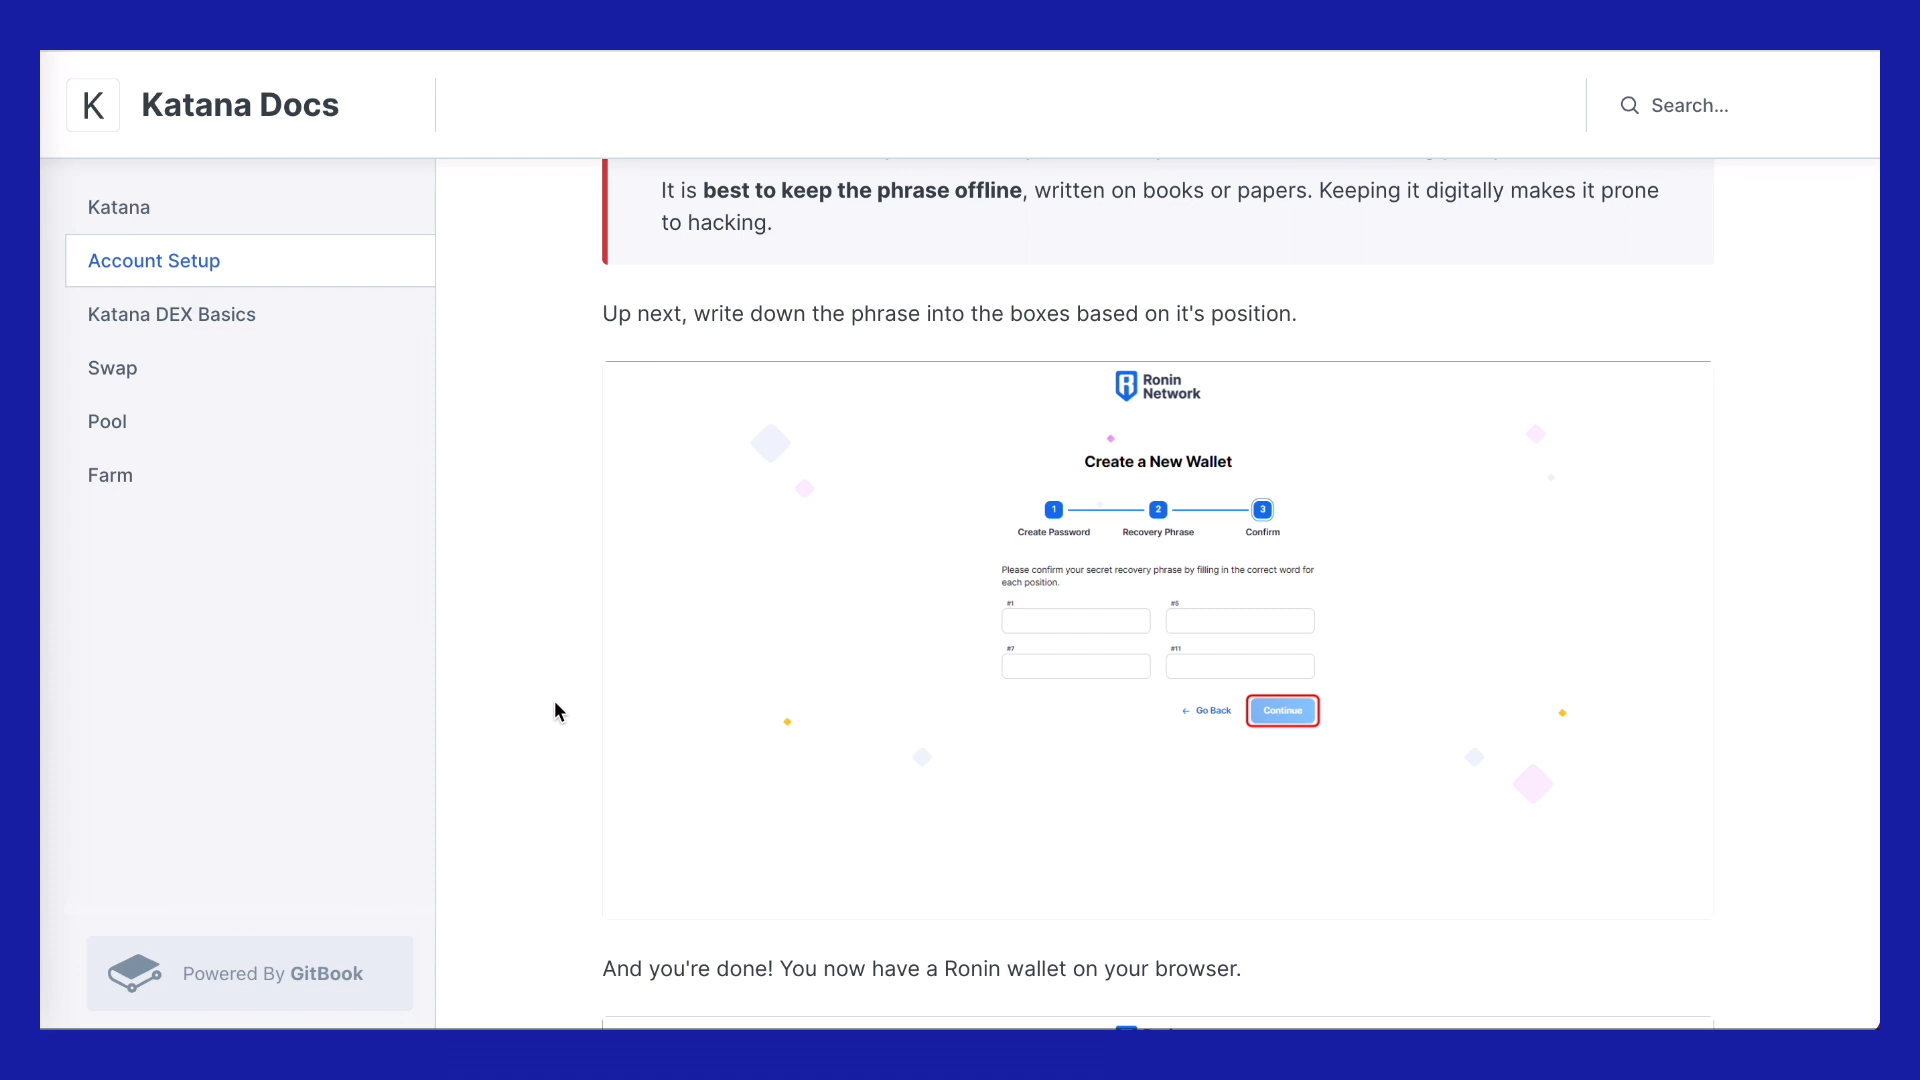 K
Katana Docs
Search...
Katana
Account Setup
Katana DEX Basics
Swap
Pool
Farm
Powered By GitBook
It is best to keep the phrase offline, written on books or papers. Keeping it digitally makes it prone
to hacking.
Up next, write down the phrase into the boxes based on it's position.
Ronin
Network
Create a New Wallet
1
2
3
Create Password
Recovery Phrase
Confirm
Please confirm your secret recovery phrase by filling in the correct word for
each position.
#1
#5
#7
#11
← Go Back
Continue
And you're done! You now have a Ronin wallet on your browser.